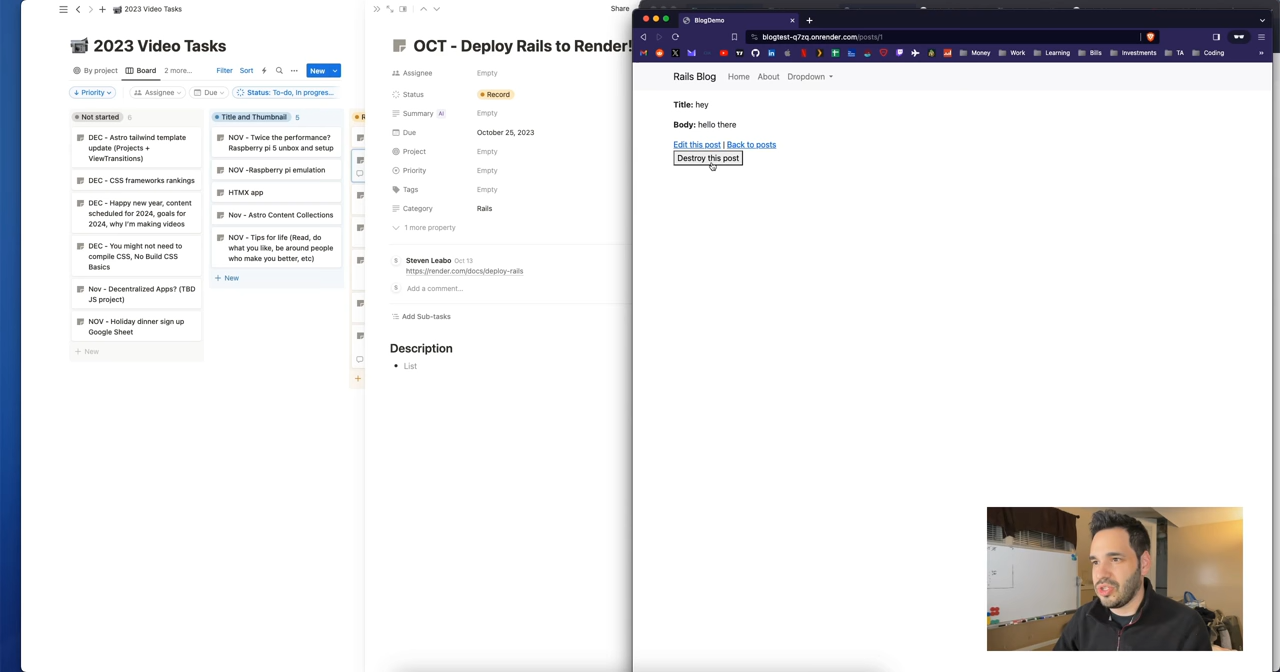 2023 Video Tasks
2023 Video Tasks
By project
Board
2 more...
Filter
Sort
New
Priority
Assignee
Due
Status: To-do, In progres...
Not started 6
DEC - Astro tailwind template
update (Projects +
ViewTransitions)
DEC - CSS frameworks rankings
DEC - Happy new year, content
scheduled for 2024, goals for
2024, why I'm making videos
DEC - You might not need to
compile CSS, No Build CSS
Basics
Nov - Decentralized Apps? (TBD
JS project)
NOV - Holiday dinner sign up
Google Sheet
+ New
Title and Thumbnail 5
NOV - Twice the performance?
Raspberry pi 5 unbox and setup
NOV -Raspberry pi emulation
HTMX app
Nov - Astro Content Collections
NOV - Tips for life (Read, do
what you like, be around people
who make you better, etc)
+ New
Share
OCT - Deploy Rails to Render!
Assignee Empty
Status Record
Summary AI Empty
Due October 25, 2023
Project Empty
Priority Empty
Tags Empty
Category Rails
1 more property
S Steven Leabo Oct 13
https://render.com/docs/deploy-rails
S Add a comment...
Add Sub-tasks
Description
• List
BlogDemo
blogtest-q7zq.onrender.com/posts/1
Money
Work
Learning
Bills
Investments
TA
Coding
Rails Blog Home About Dropdown
Title: hey
Body: hello there
Edit this post | Back to posts
Destroy this post